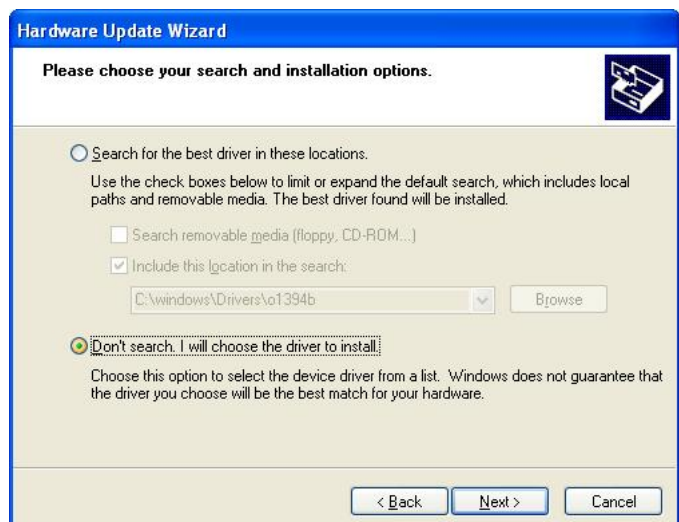 Hardware Update Wizard
Please choose your search and installation options.
Search for the best driver in these locations.
Use the check boxes below to limit or expand the default search, which includes local
paths and removable media. The best driver found will be installed.
Search removable media (floppy, CD-ROM...)
Include this location in the search:
C:\windows\Drivers\o1394b
Browse
Don't search. I will choose the driver to install.
Choose this option to select the device driver from a list.  Windows does not guarantee that
the driver you choose will be the best match for your hardware.
< Back
Next >
Cancel